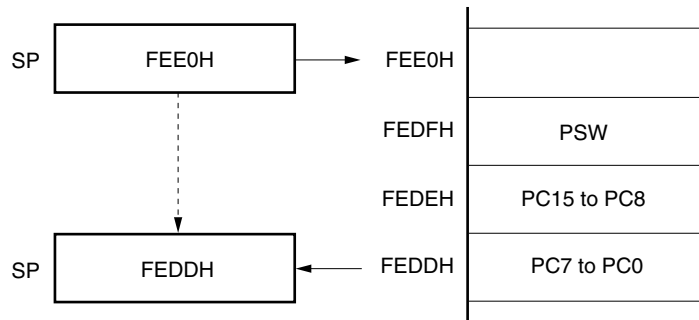 SP FEE0H FEE0H
FEDFH PSW
FEDEH PC15 to PC8
SP FEDDH FEDDH PC7 to PC0